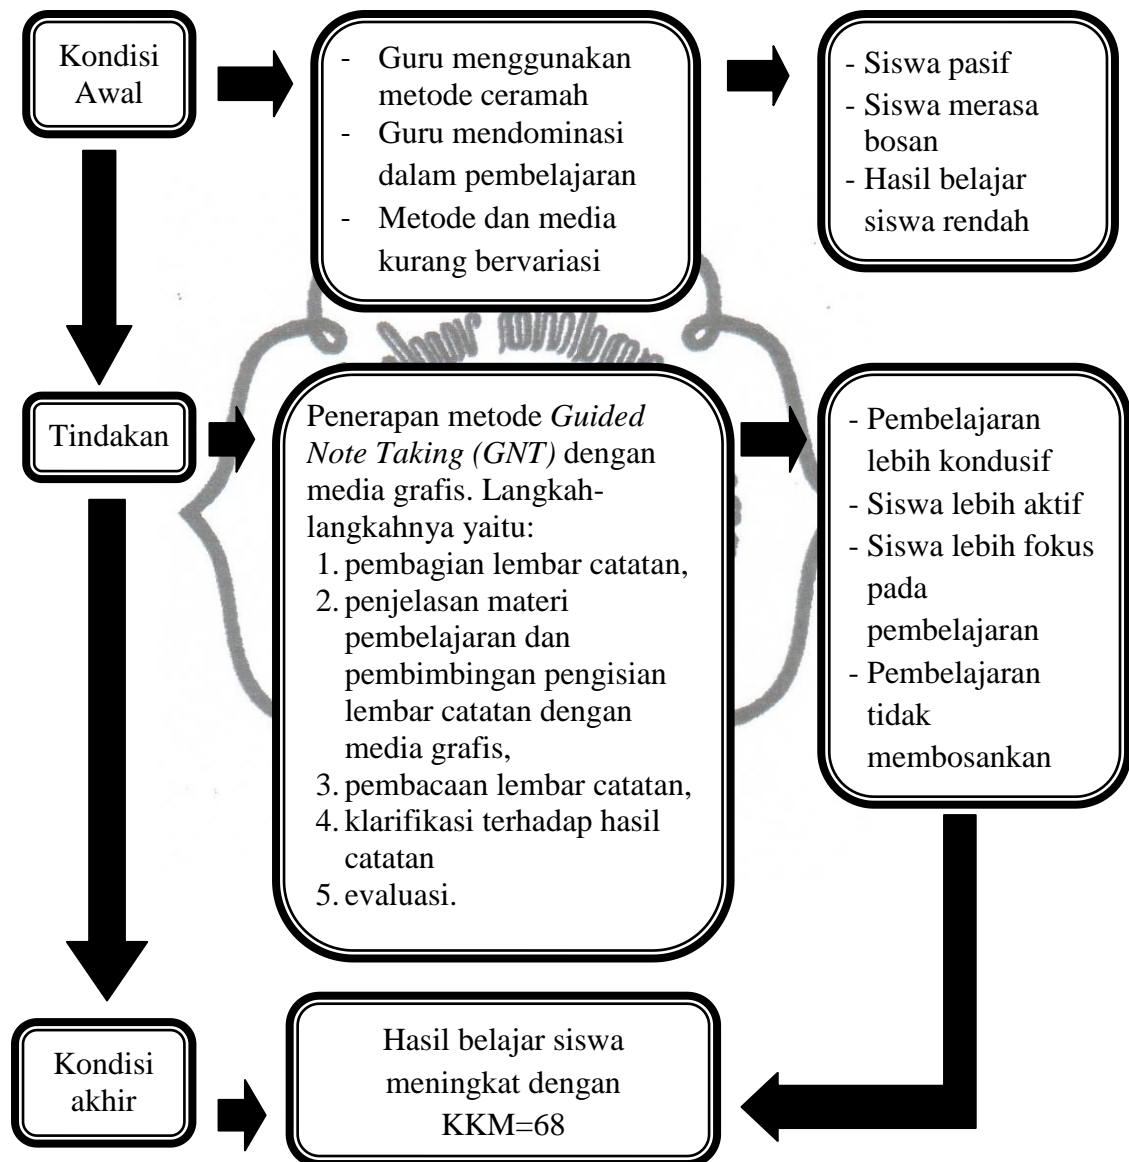 Kondisi
Awal
- Guru menggunakan
metode ceramah
- Guru mendominasi
dalam pembelajaran
- Metode dan media
kurang bervariasi
- Siswa pasif
- Siswa merasa
bosan
- Hasil belajar
siswa rendah
Tindakan
Penerapan metode Guided
Note Taking (GNT) dengan
media grafis. Langkah-
langkahnya yaitu:
1. pembagian lembar catatan,
2. penjelasan materi
pembelajaran dan
pembimbingan pengisian
lembar catatan dengan
media grafis,
3. pembacaan lembar catatan,
4. klarifikasi terhadap hasil
catatan
5. evaluasi.
- Pembelajaran
lebih kondusif
- Siswa lebih aktif
- Siswa lebih fokus
pada
pembelajaran
- Pembelajaran
tidak
membosankan
Kondisi
akhir
Hasil belajar siswa
meningkat dengan
KKM=68